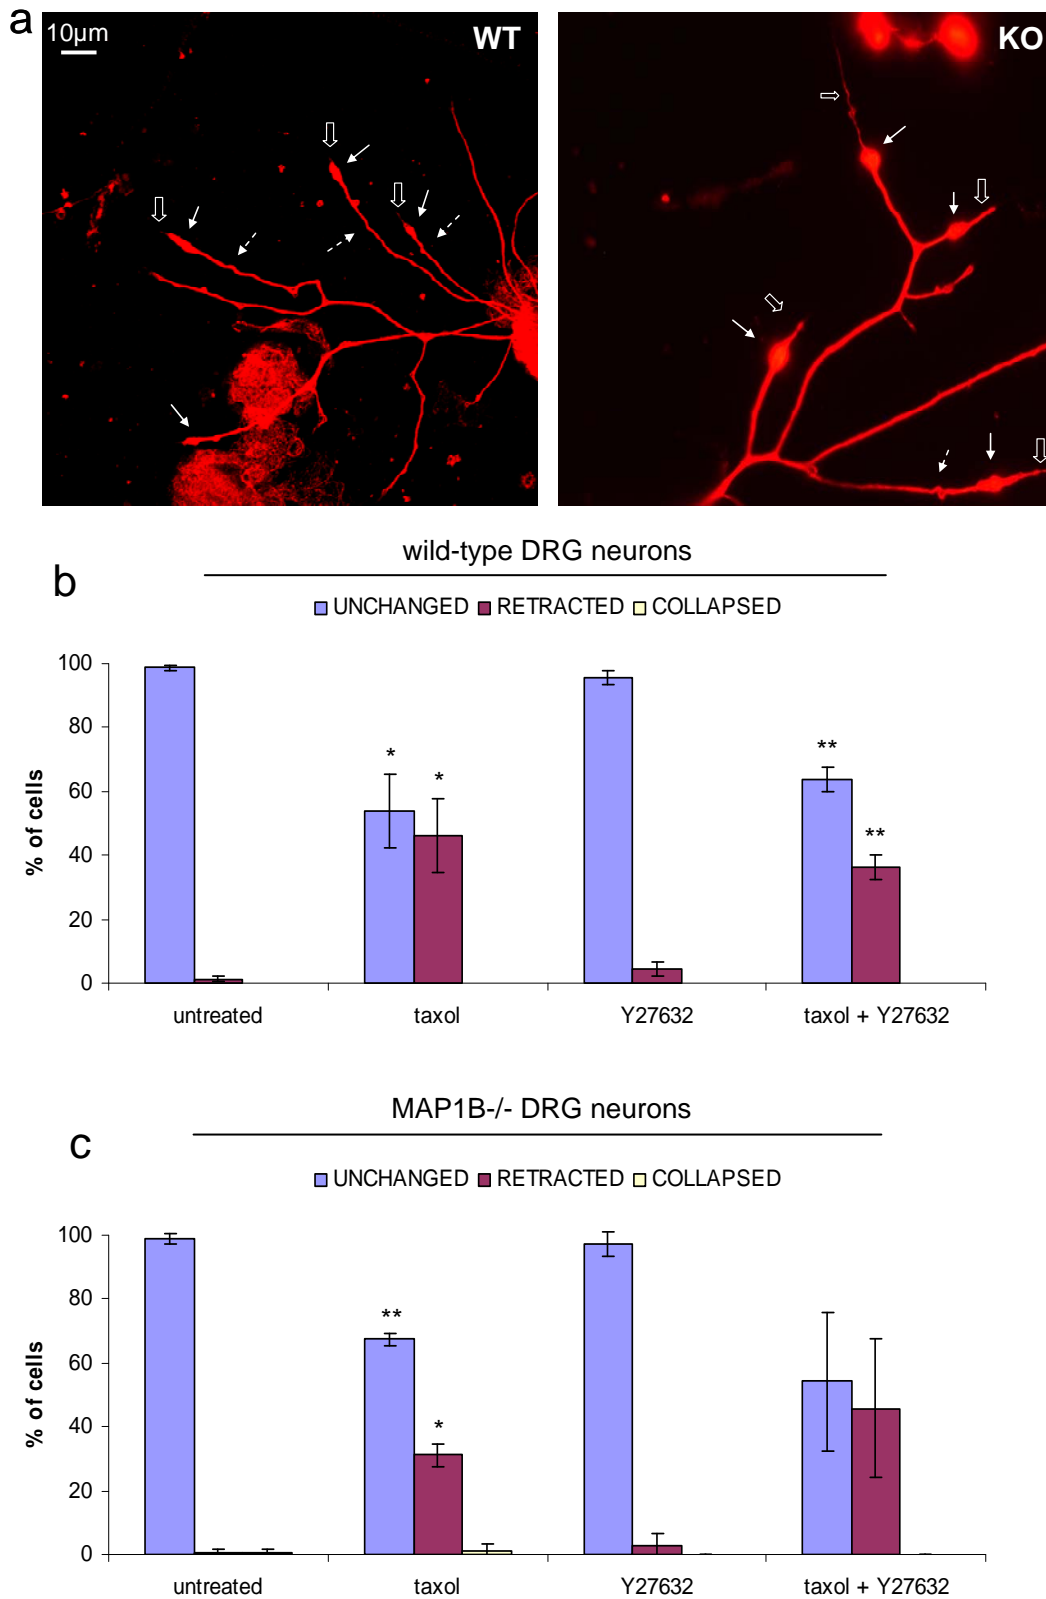 a
10µm
WT
KO
wild-type DRG neurons
b
UNCHANGED RETRACTED COLLAPSED
100
80
60
40
20
0
% of cells
*
*
**
**
untreated taxol Y27632 taxol + Y27632
MAP1B-/- DRG neurons
c
UNCHANGED RETRACTED COLLAPSED
100
80
60
40
20
0
% of cells
**
*
untreated taxol Y27632 taxol + Y27632